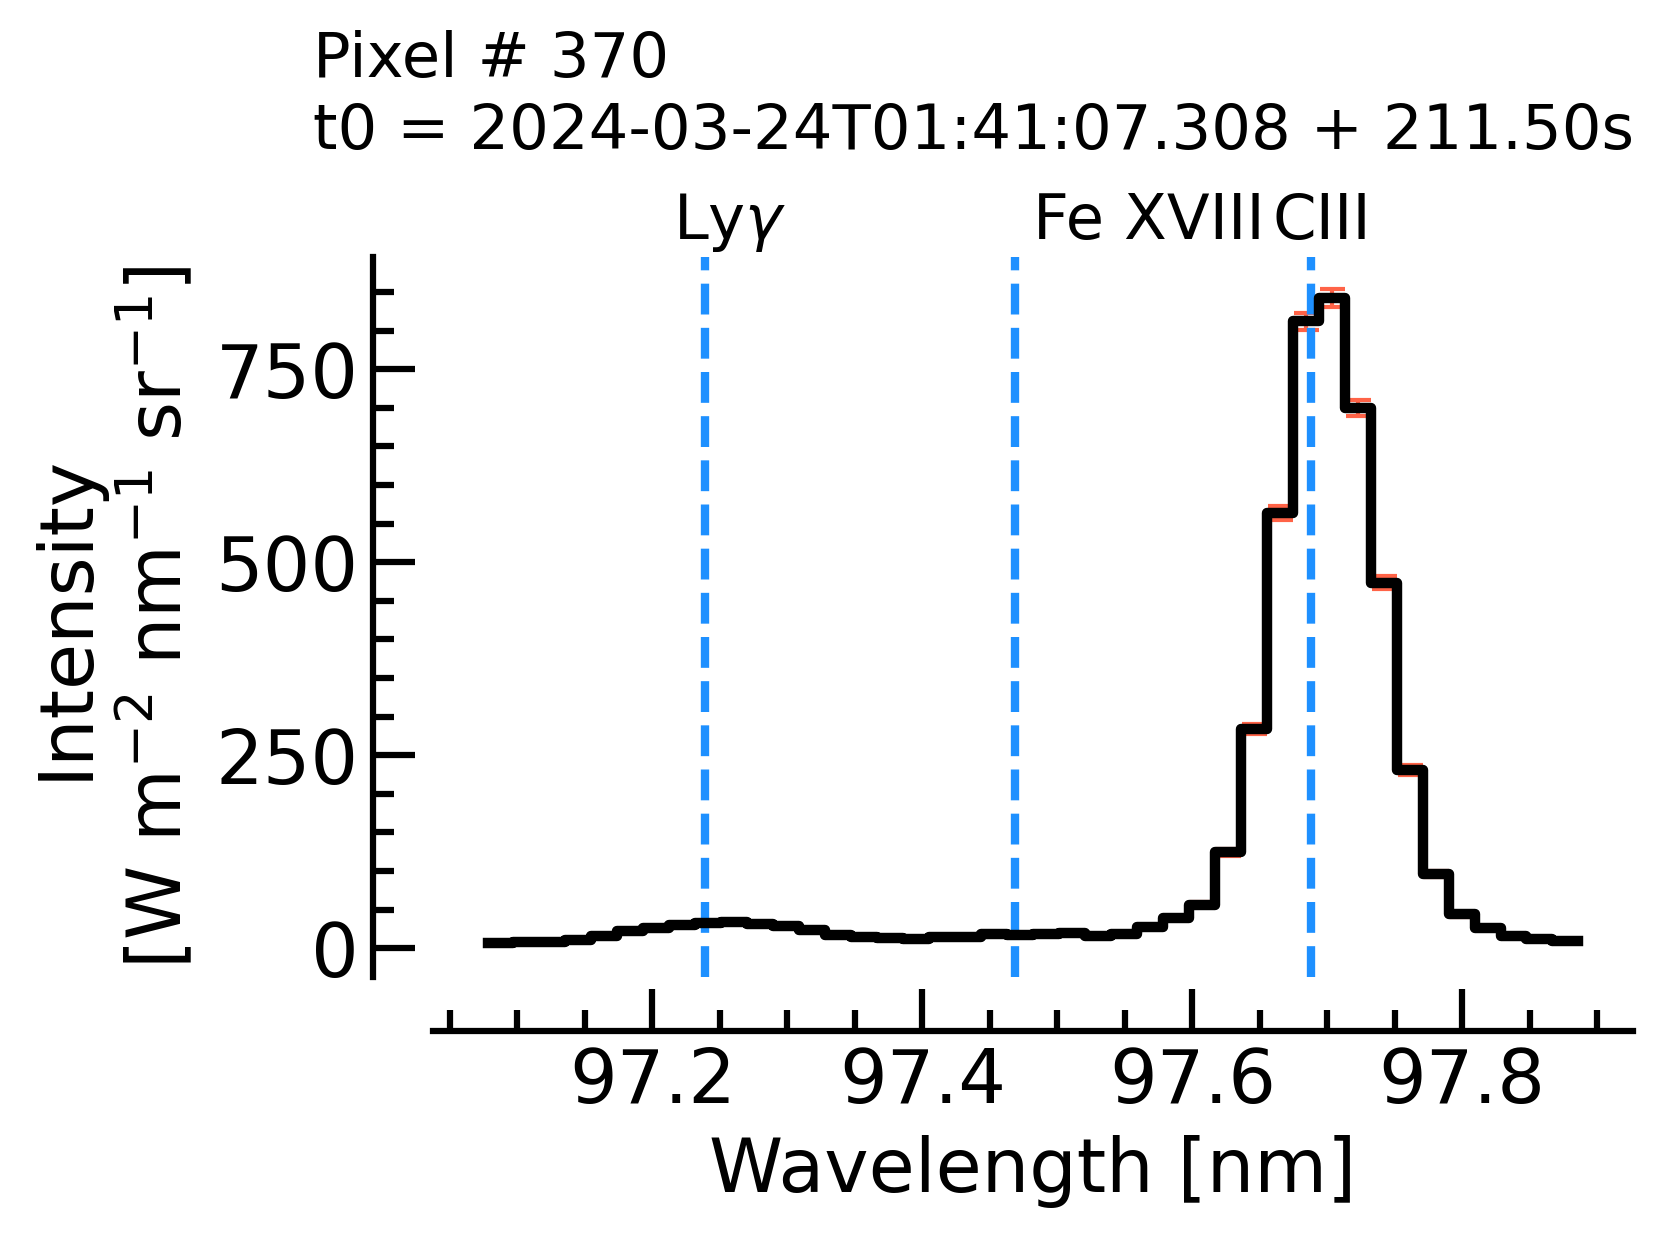 Pixel # 370
t0 = 2024-03-24T01:41:07.308 + 211.50s
Lyγ Fe XVIII CIII
Intensity
[W m⁻² nm⁻¹ sr⁻¹]
750
500
250
0
97.2 97.4 97.6 97.8
Wavelength [nm]